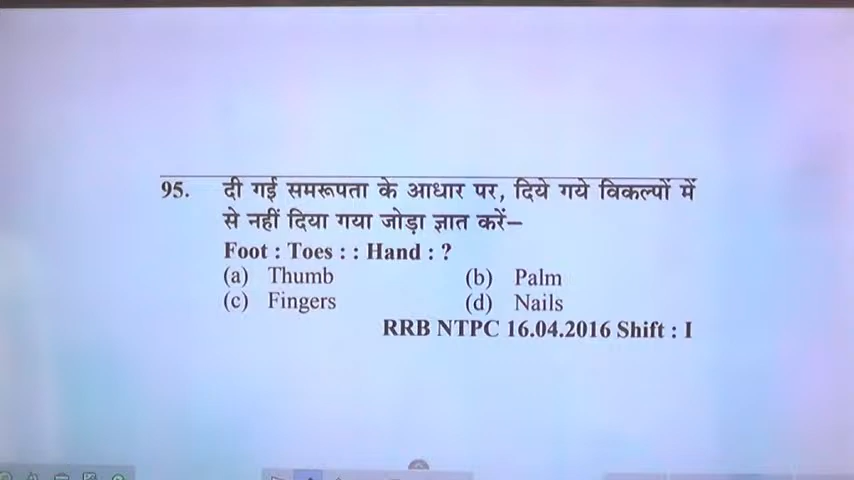 95. दी गई समरूपता के आधार पर, दिये गये विकल्पों में
से नहीं दिया गया जोड़ा ज्ञात करें–
Foot : Toes : : Hand : ?
(a) Thumb (b) Palm
(c) Fingers (d) Nails
RRB NTPC 16.04.2016 Shift : I